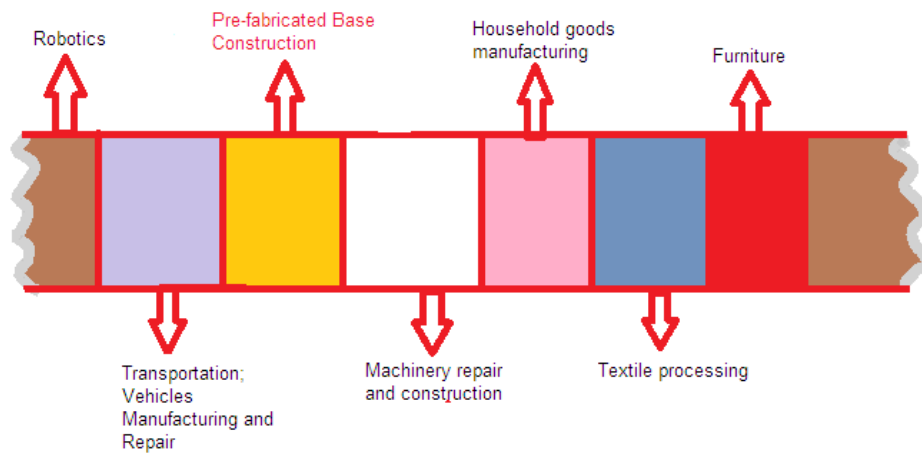 Robotics
Pre-fabricated Base
Construction
Household goods
manufacturing
Furniture
Transportation;
Vehicles
Manufacturing and
Repair
Machinery repair
and construction
Textile processing